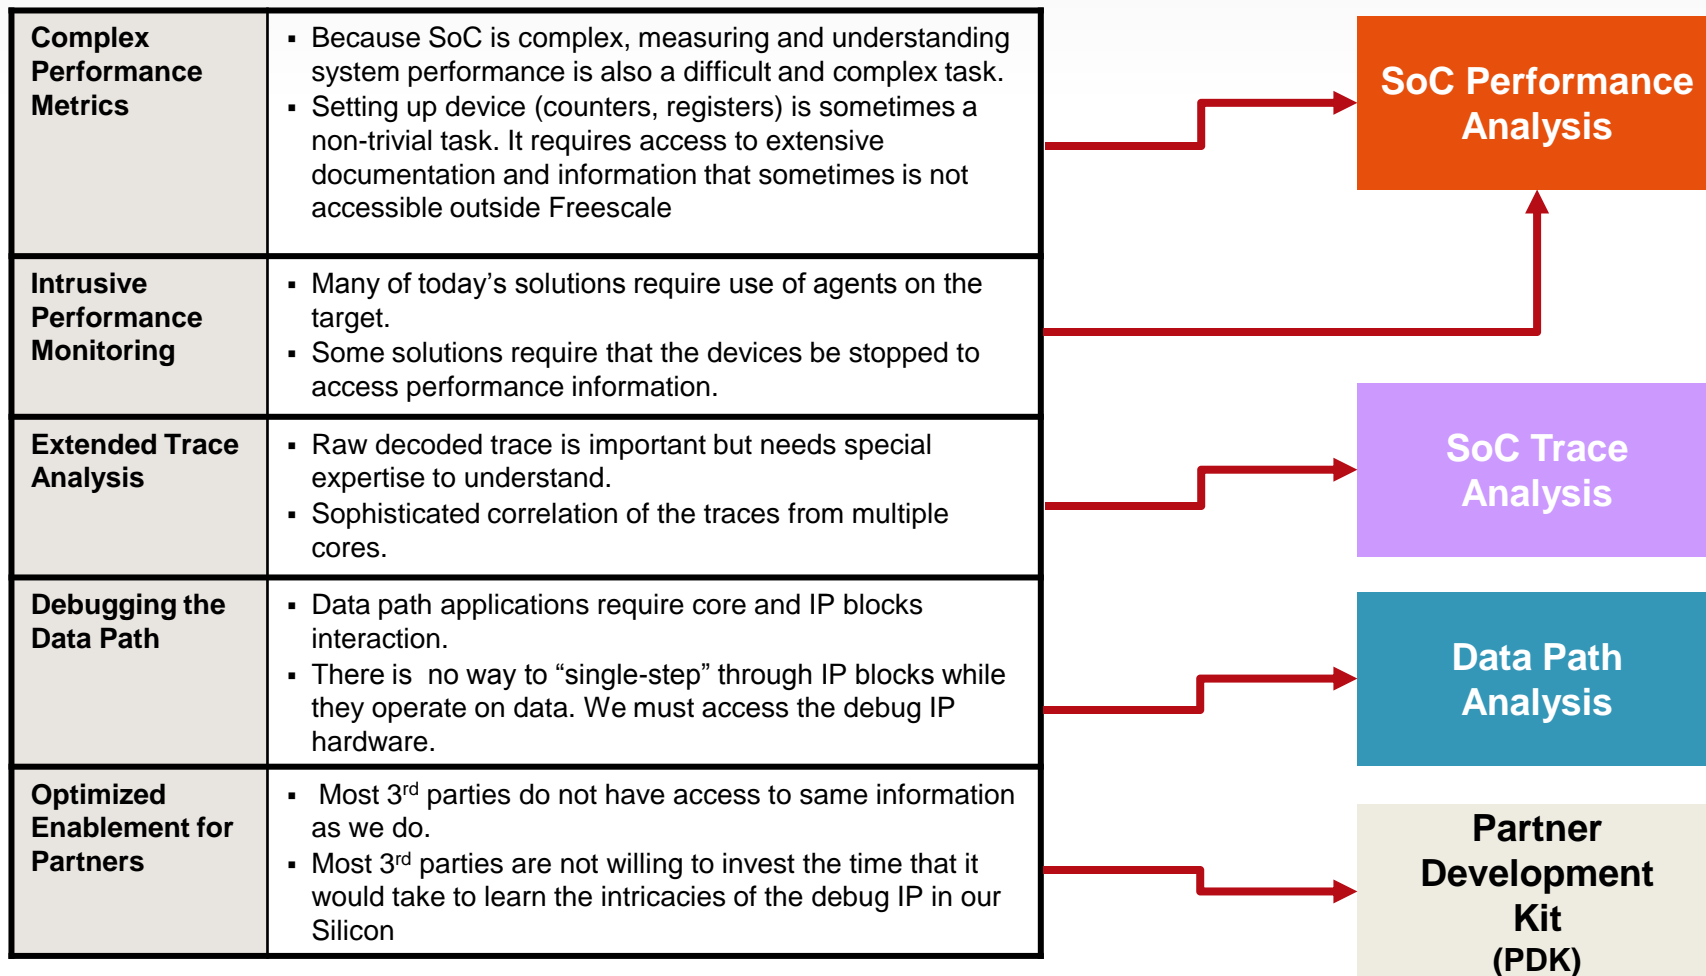 Complex
Performance
Metrics
▪ Because SoC is complex, measuring and understanding
system performance is also a difficult and complex task.
▪ Setting up device (counters, registers) is sometimes a
non-trivial task. It requires access to extensive
documentation and information that sometimes is not
accessible outside Freescale
SoC Performance
Analysis
Intrusive
Performance
Monitoring
▪ Many of today’s solutions require use of agents on the
target.
▪ Some solutions require that the devices be stopped to
access performance information.
Extended Trace
Analysis
▪ Raw decoded trace is important but needs special
expertise to understand.
▪ Sophisticated correlation of the traces from multiple
cores.
SoC Trace
Analysis
Debugging the
Data Path
▪ Data path applications require core and IP blocks
interaction.
▪ There is  no way to “single-step” through IP blocks while
they operate on data. We must access the debug IP
hardware.
Data Path
Analysis
Optimized
Enablement for
Partners
▪ Most 3rd parties do not have access to same information
as we do.
▪ Most 3rd parties are not willing to invest the time that it
would take to learn the intricacies of the debug IP in our
Silicon
Partner
Development
Kit
(PDK)